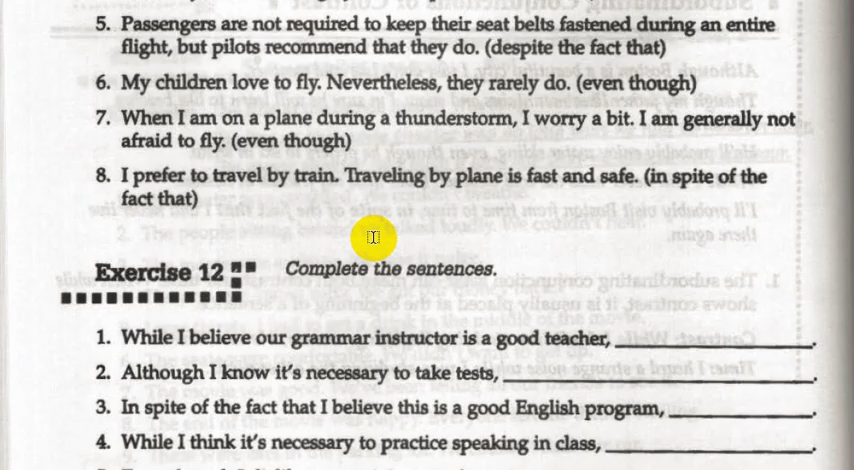 5. Passengers are not required to keep their seat belts fastened during an entire
flight, but pilots recommend that they do. (despite the fact that)
6. My children love to fly. Nevertheless, they rarely do. (even though)
7. When I am on a plane during a thunderstorm, I worry a bit. I am generally not
afraid to fly. (even though)
8. I prefer to travel by train. Traveling by plane is fast and safe. (in spite of the
fact that)
Exercise 12 Complete the sentences.
1. While I believe our grammar instructor is a good teacher, ____________.
2. Although I know it's necessary to take tests, ____________.
3. In spite of the fact that I believe this is a good English program, ____________.
4. While I think it's necessary to practice speaking in class, ____________.